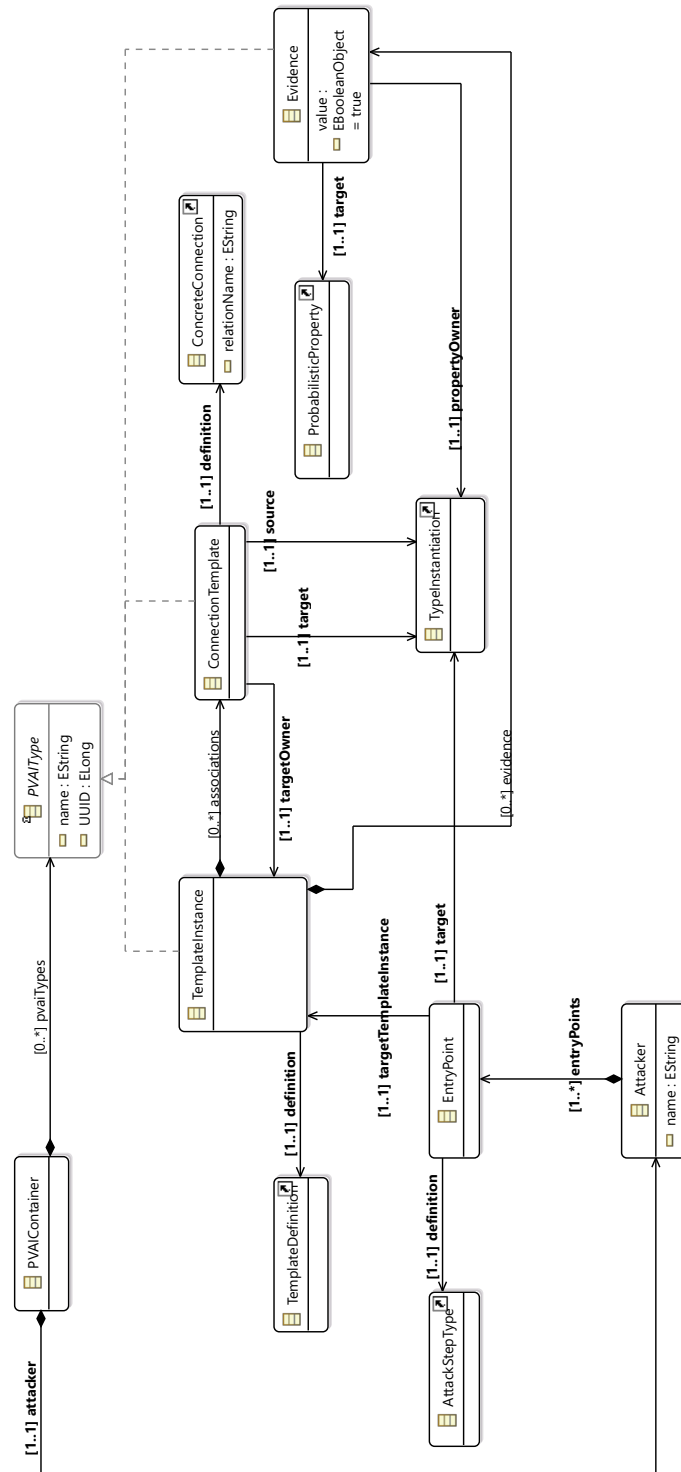 [1..1] attacker
PVAIContainer
[0..*] pvaiTypes
PVAIType
name : EString
UUID : ELong
TemplateDefinition
[1..1] definition
TemplateInstance
[0..*] associations
[1..1] targetOwner
ConnectionTemplate
[1..1] definition
ConcreteConnection
relationName : EString
[1..1] target
[1..1] source
Evidence
value :
EBooleanObject
= true
[1..1] target
ProbabilisticProperty
[1..1] propertyOwner
TypeInstantiation
[0..*] evidence
[1..1] targetTemplateInstance
[1..1] target
AttackStepType
[1..1] definition
EntryPoint
[1..*] entryPoints
Attacker
name : EString